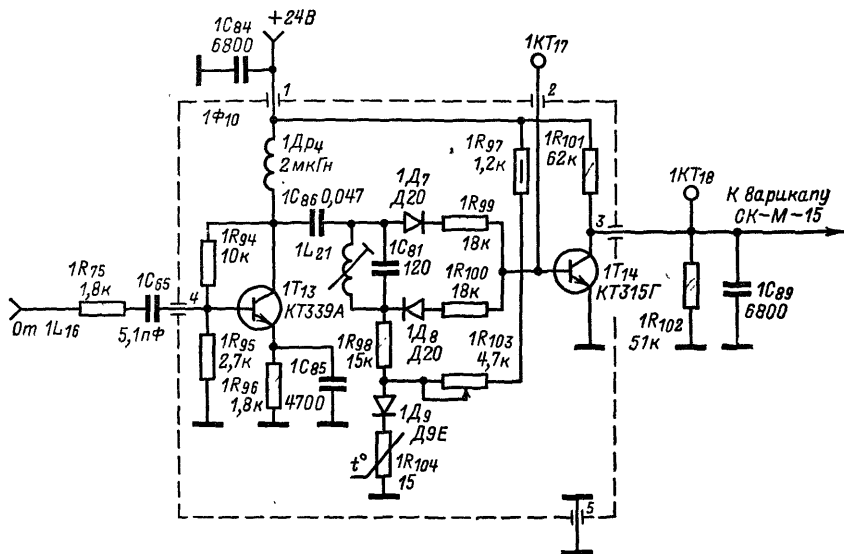 1C84
6800
+24В
1КТ17
1
2
1Ф10
1Др4
2мкГн
1R97
1,2к
1R101
62к
1КТ18
1C86 0,047
1Д7
Д20
1R99
18к
К варикапу
СК-М-15
3
1R94
10к
1L21
1C81
120
1R75
1,8к
1C65
5,1пФ
4
От 1L16
1T13
КТ339А
1R100
18к
1T14
КТ315Г
1Д8
Д20
1R95
2,7к
1R98
15к
1R103
4,7к
1R102
51к
1C89
6800
1R96
1,8к
1C85
4700
1Д9
Д9Е
t°
1R104
15
5